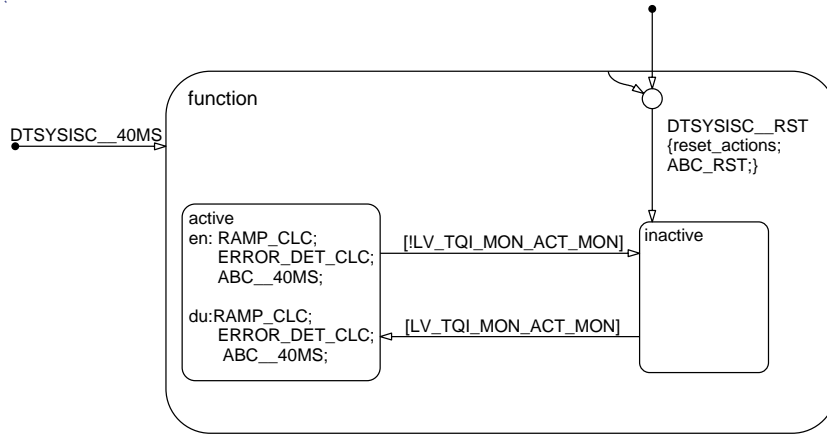 function
DTSYSISC__40MS
DTSYSISC__RST
{reset_actions;
ABC_RST;}
active
en: RAMP_CLC;
ERROR_DET_CLC;
ABC__40MS;
du:RAMP_CLC;
ERROR_DET_CLC;
ABC__40MS;
[!LV_TQI_MON_ACT_MON]
[LV_TQI_MON_ACT_MON]
inactive